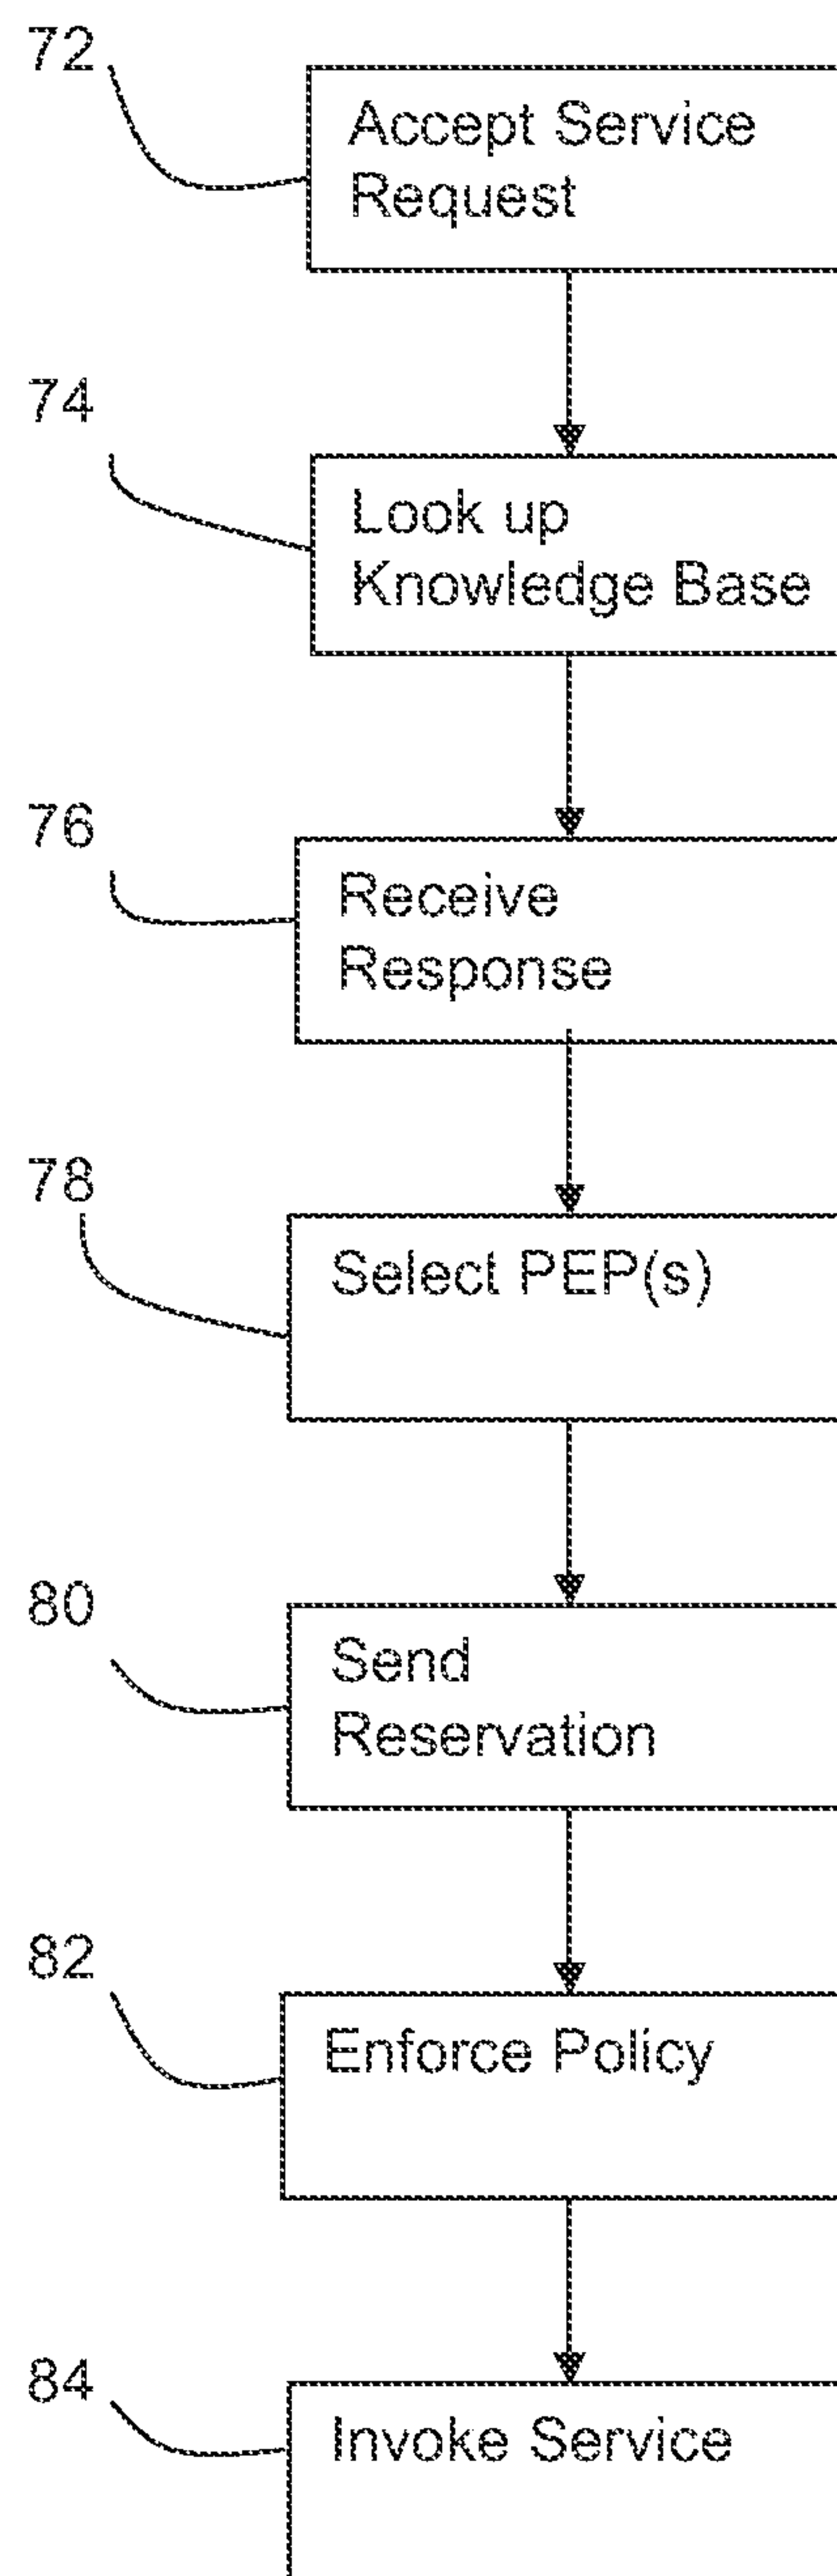 72
Accept Service
Request
74
Look up
Knowledge Base
76
Receive
Response
78
Select PEP(s)
80
Send
Reservation
82
Enforce Policy
84
Invoke Service